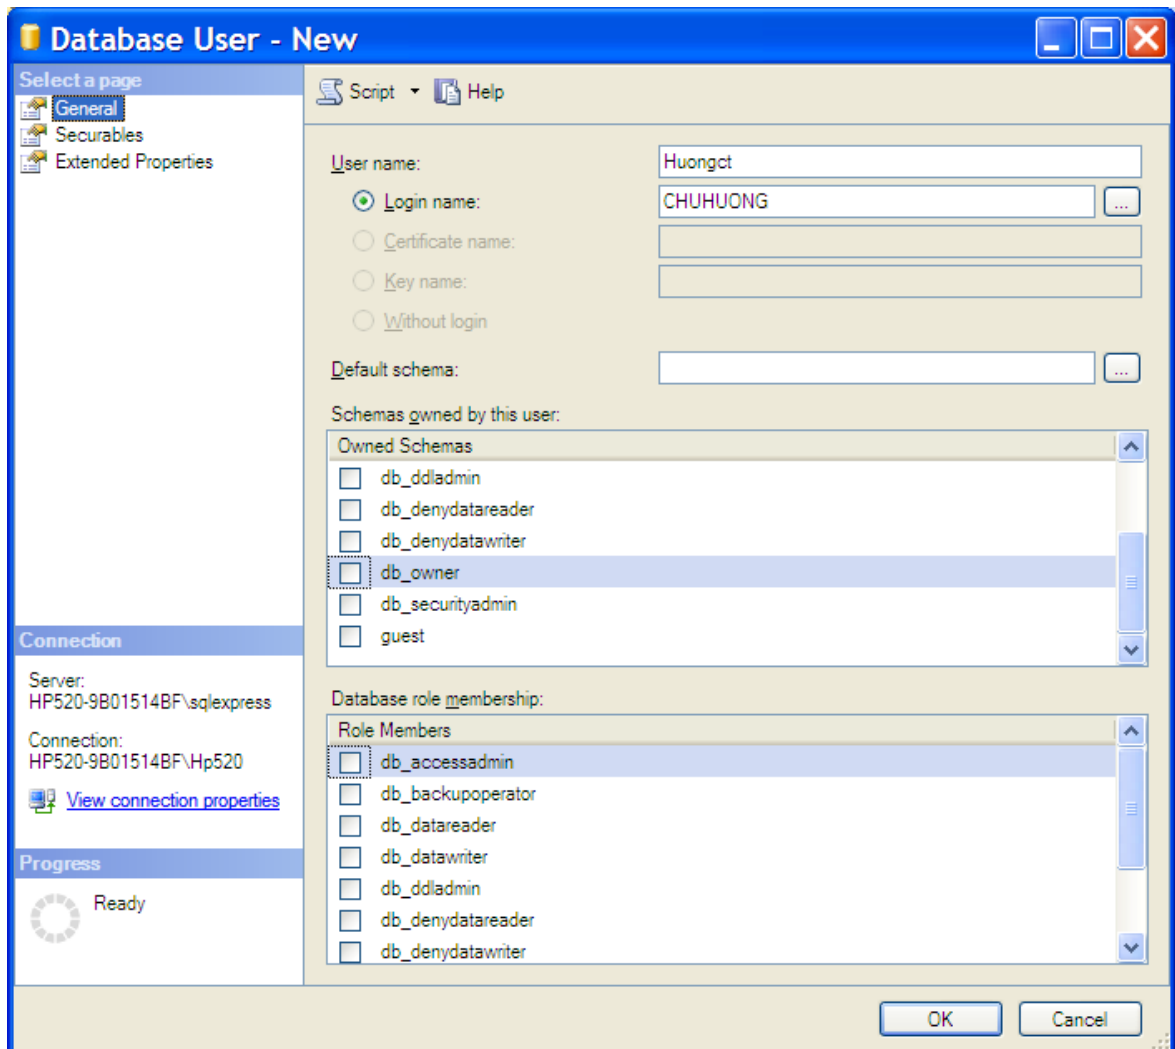 Database User - New
Select a page
General
Securables
Extended Properties
Script Help
User name: Huongct
Login name: CHUHUONG ...
Certificate name:
Key name:
Without login
Default schema: ...
Schemas owned by this user:
Owned Schemas
db_ddladmin
db_denydatareader
db_denydatawriter
db_owner
db_securityadmin
guest
Database role membership:
Role Members
db_accessadmin
db_backupoperator
db_datareader
db_datawriter
db_ddladmin
db_denydatareader
db_denydatawriter
Connection
Server:
HP520-9B01514BF\sqlexpress
Connection:
HP520-9B01514BF\Hp520
View connection properties
Progress
Ready
OK Cancel